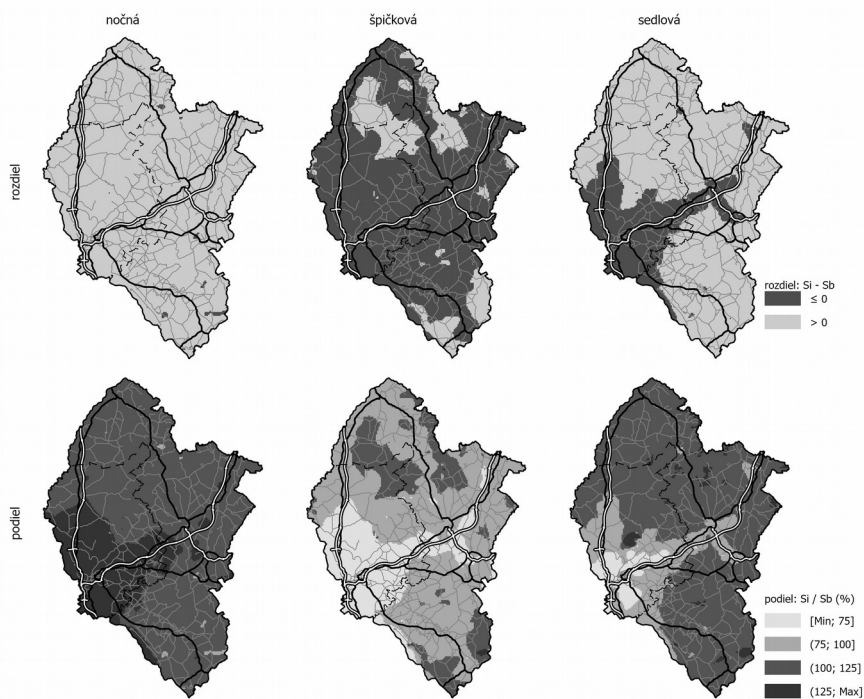 nočná
špičková
sedlová
rozdiel
rozdiel: Si - Sb
≤ 0
> 0
podiel
podiel: Si / Sb (%)
[Min; 75]
(75; 100]
(100; 125]
(125; Max]